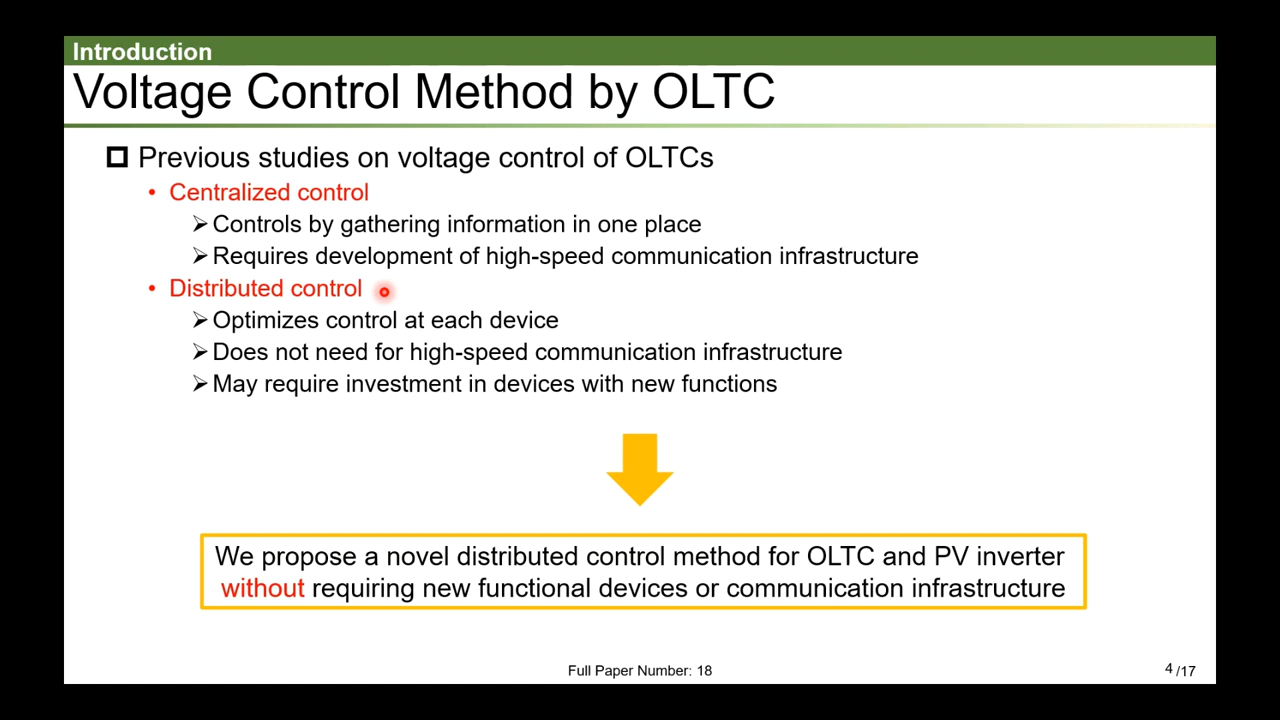 Introduction
Voltage Control Method by OLTC
Previous studies on voltage control of OLTCs
• Centralized control
➢ Controls by gathering information in one place
➢ Requires development of high-speed communication infrastructure
• Distributed control
➢ Optimizes control at each device
➢ Does not need for high-speed communication infrastructure
➢ May require investment in devices with new functions
We propose a novel distributed control method for OLTC and PV inverter
without requiring new functional devices or communication infrastructure
Full Paper Number: 18
4 /17